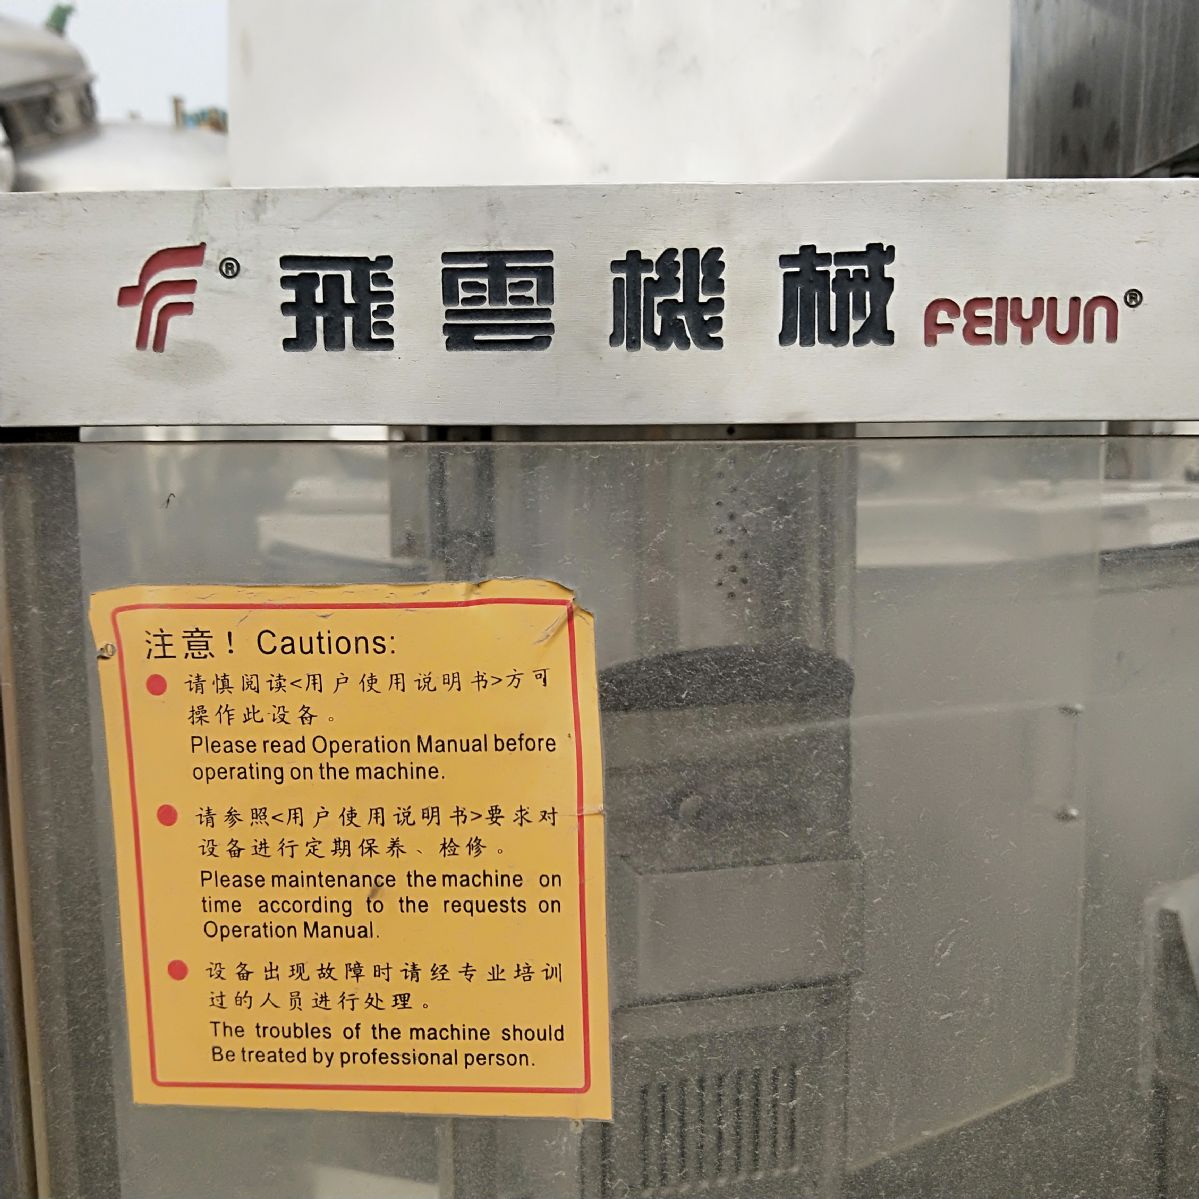 ® 飛雲機械 FEIYUN®
注意！Cautions:
● 请慎阅读<用户使用说明书>方可
操作此设备。
Please read Operation Manual before
operating on the machine.
● 请参照<用户使用说明书>要求对
设备进行定期保养、检修。
Please maintenance the machine on
time according to the requests on
Operation Manual.
● 设备出现故障时请经专业培训
过的人员进行处理。
The troubles of the machine should
Be treated by professional person.